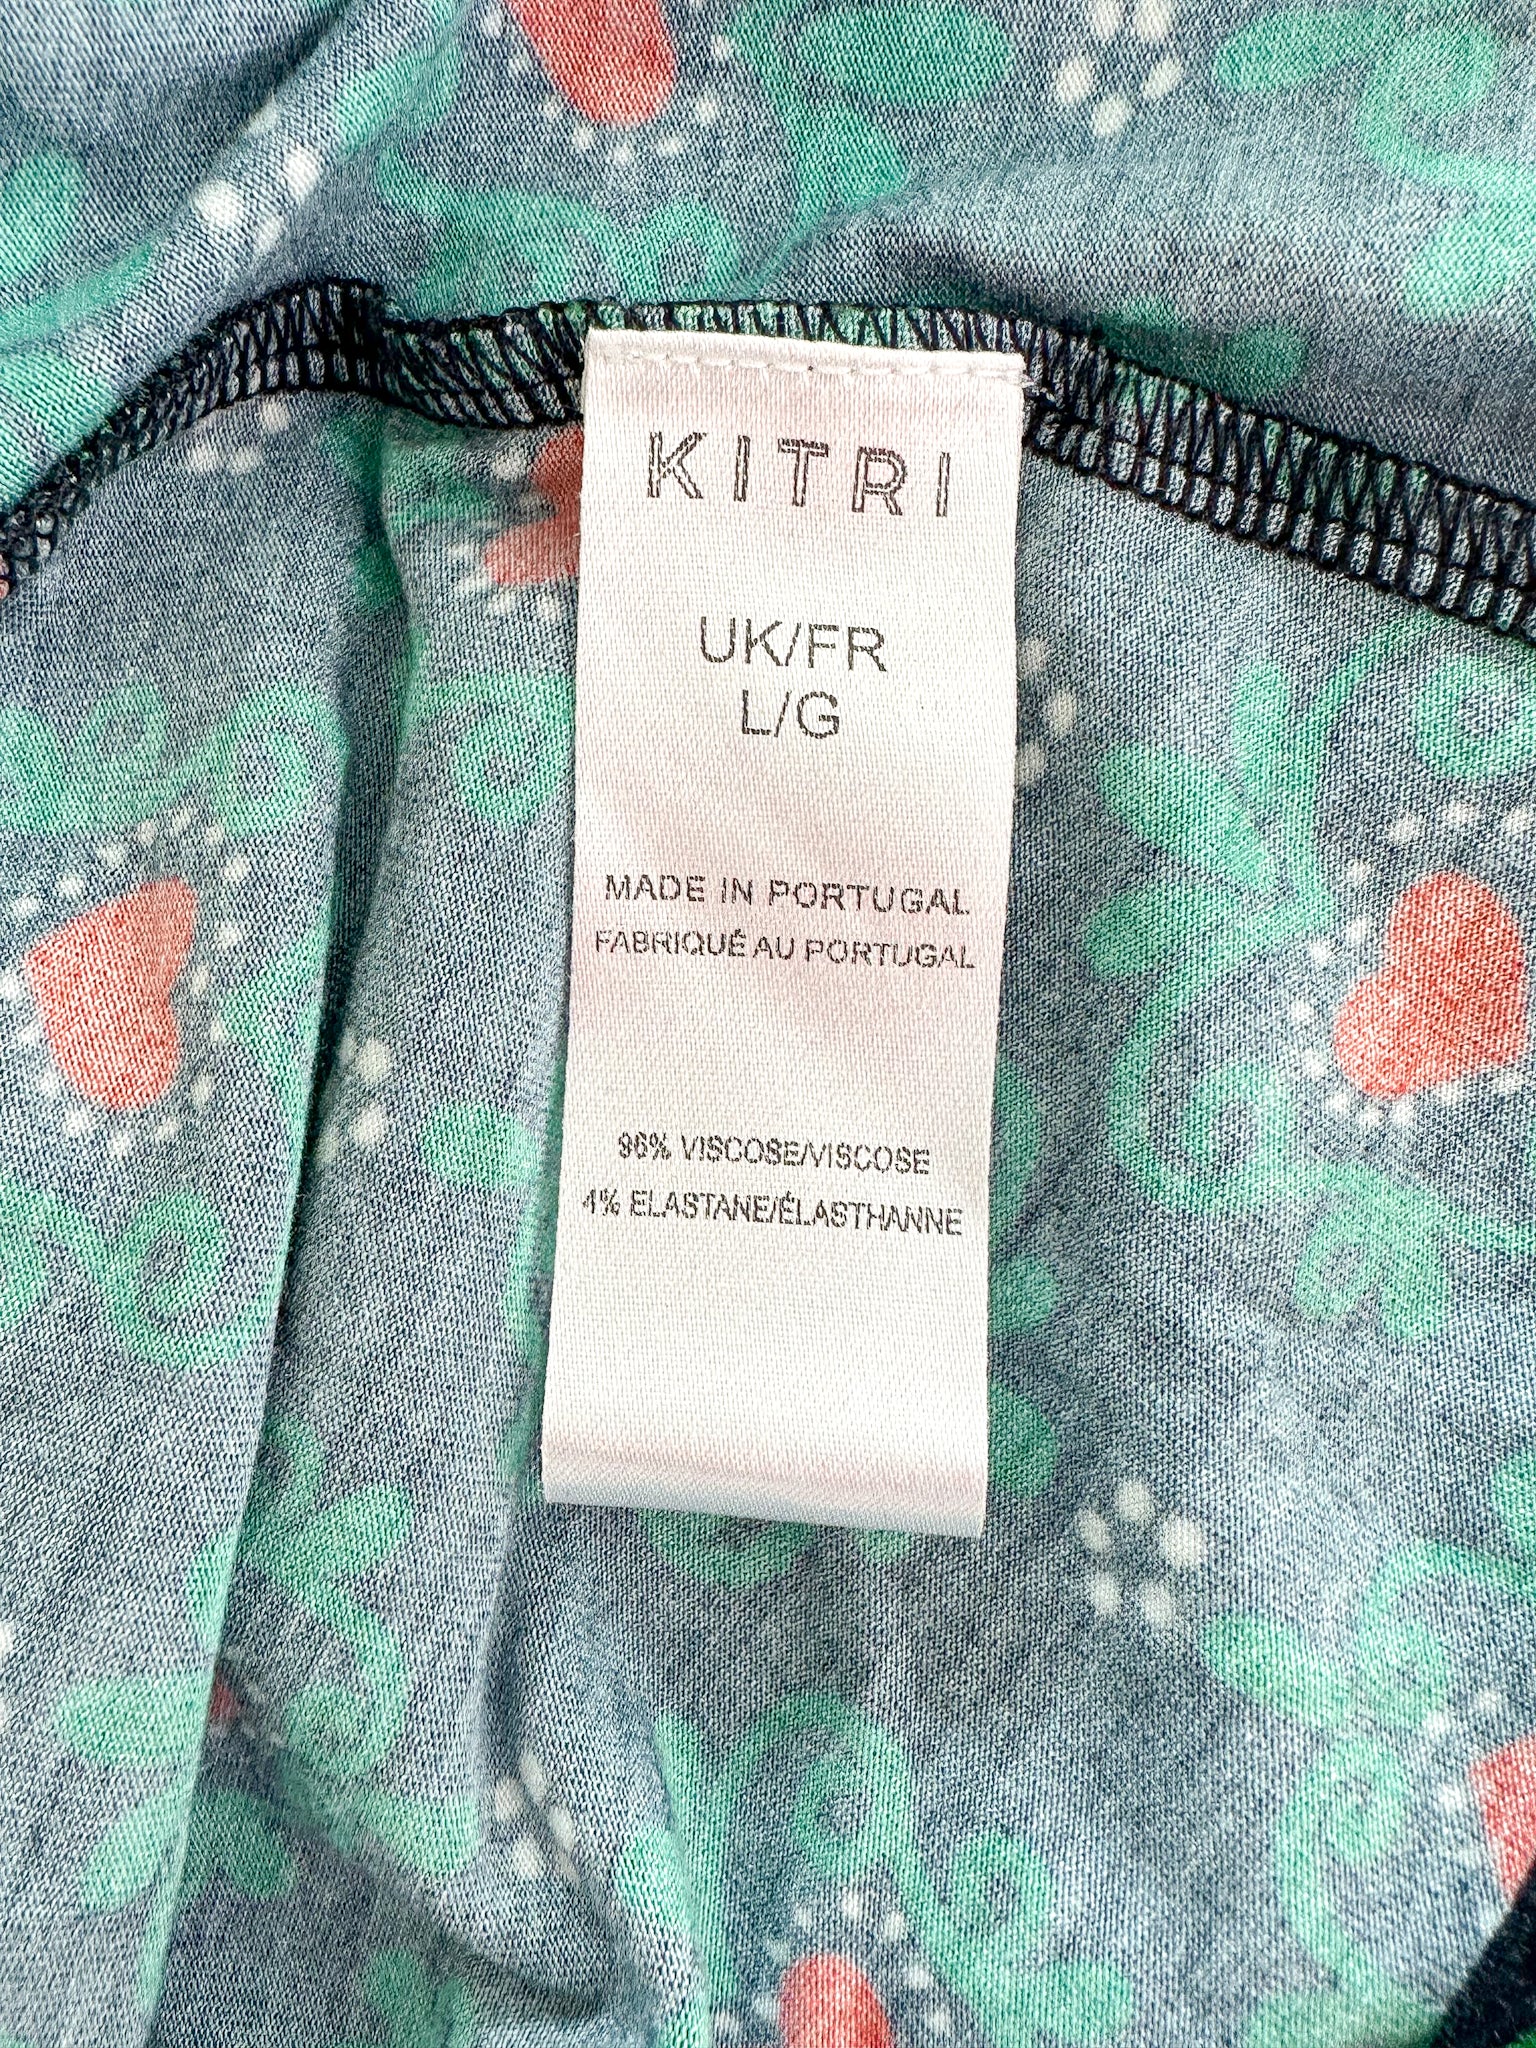 KITRI
UK/FR
L/G
MADE IN PORTUGAL
FABRIQUÉ AU PORTUGAL
96% VISCOSE/VISCOSE
4% ELASTANE/ÉLASTHANNE